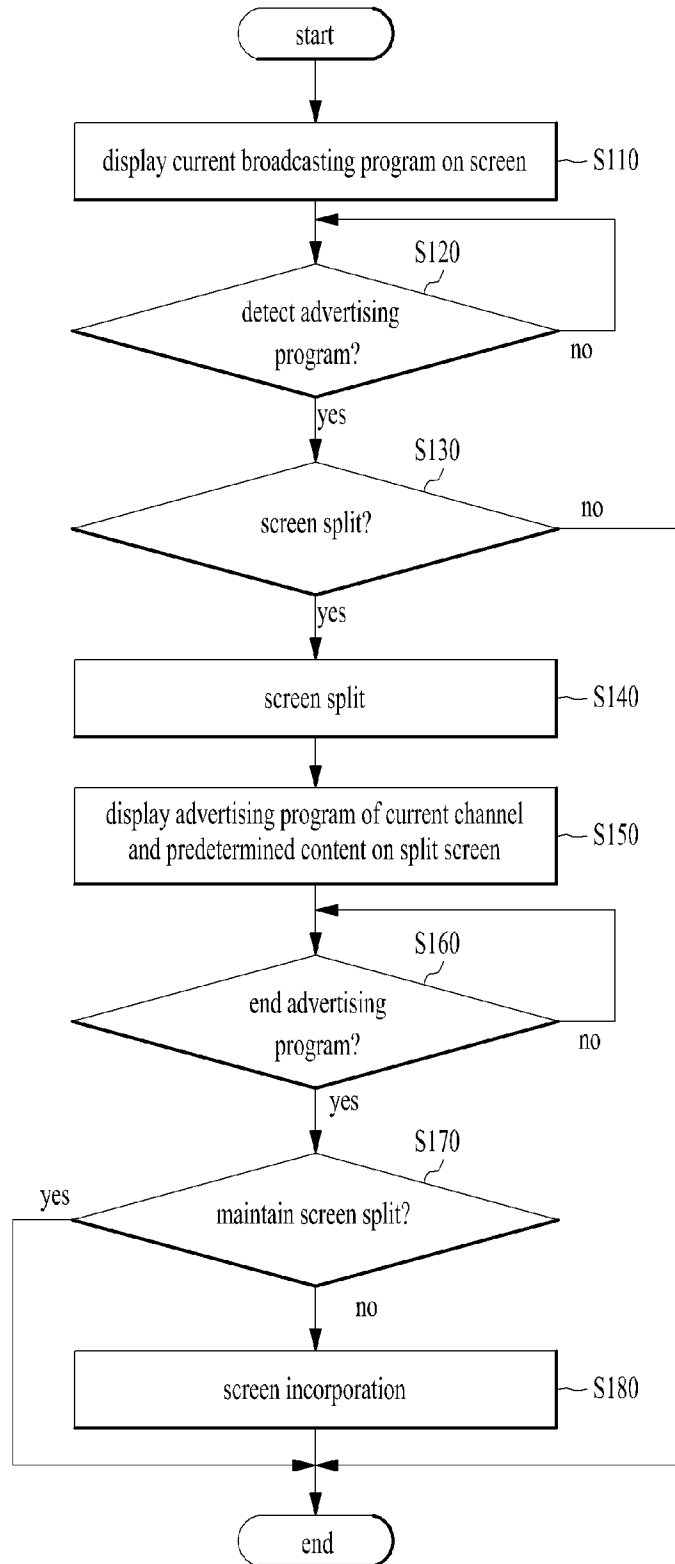 start
display current broadcasting program on screen
S110
S120
detect advertising
program?
no
yes
S130
screen split?
no
yes
screen split
S140
display advertising program of current channel
and predetermined content on split screen
S150
S160
end advertising
program?
no
yes
S170
yes
maintain screen split?
no
screen incorporation
S180
end